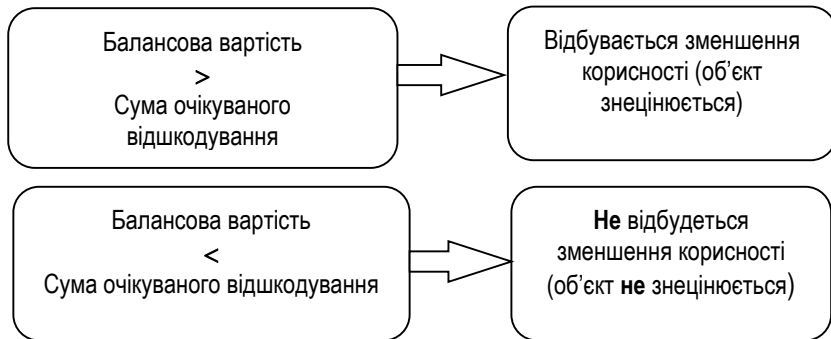 Балансова вартість
>
Сума очікуваного
відшкодування
Відбувається зменшення
корисності (об’єкт
знецінюється)
Балансова вартість
<
Сума очікуваного відшкодування
Не відбудеться
зменшення корисності
(об’єкт не знецінюється)